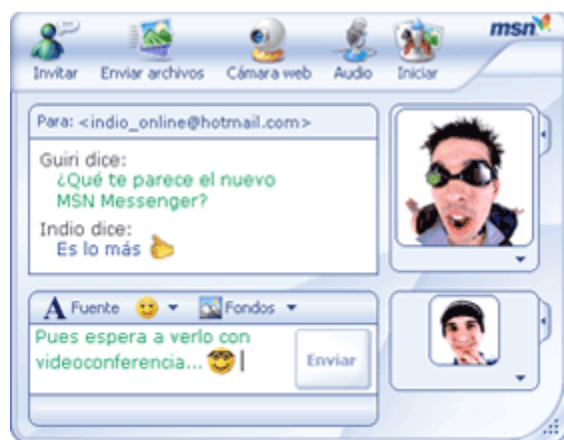 msn
Invitar Enviar archivos Cámara web Audio Iniciar
Para: <indio_online@hotmail.com>
Guiri dice:
¿Qué te parece el nuevo
MSN Messenger?
Indio dice:
Es lo más
A Fuente Fondos
Pues espera a verlo con
videoconferencia...
Enviar